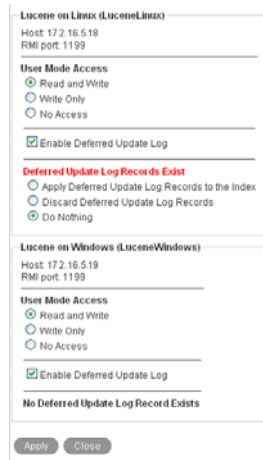 Lucene on Linux (LuceneLinux)
Host: 172.16.5.18
RMI port: 1199
User Mode Access
Read and Write
Write Only
No Access
Enable Deferred Update Log
Deferred Update Log Records Exist
Apply Deferred Update Log Records to the Index
Discard Deferred Update Log Records
Do Nothing
Lucene on Windows (LuceneWindows)
Host: 172.16.5.19
RMI port: 1199
User Mode Access
Read and Write
Write Only
No Access
Enable Deferred Update Log
No Deferred Update Log Record Exists
Apply Close